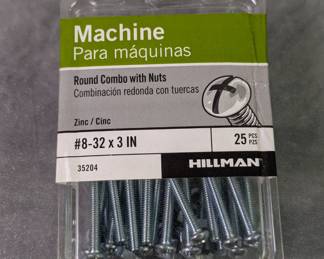 Machine
Para máquinas
Round Combo with Nuts
Combinación redonda con tuercas
Zinc / Cinc
#8-32 x 3 IN
25 PCS
PZS
35204
HILLMAN